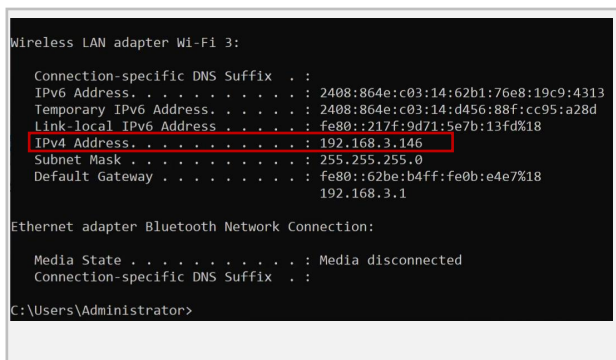 Wireless LAN adapter Wi-Fi 3:
Connection-specific DNS Suffix . :
IPv6 Address. . . . . . . . . . . : 2408:864e:c03:14:62b1:76e8:19c9:4313
Temporary IPv6 Address. . . . . . : 2408:864e:c03:14:d456:88f:cc95:a28d
Link-local IPv6 Address . . . . . : fe80::217f:9d71:5e7b:13fd%18
IPv4 Address. . . . . . . . . . . : 192.168.3.146
Subnet Mask . . . . . . . . . . . : 255.255.255.0
Default Gateway . . . . . . . . . : fe80::62be:b4ff:fe0b:e4e7%18
192.168.3.1
Ethernet adapter Bluetooth Network Connection:
Media State . . . . . . . . . . . : Media disconnected
Connection-specific DNS Suffix . :
C:\Users\Administrator>